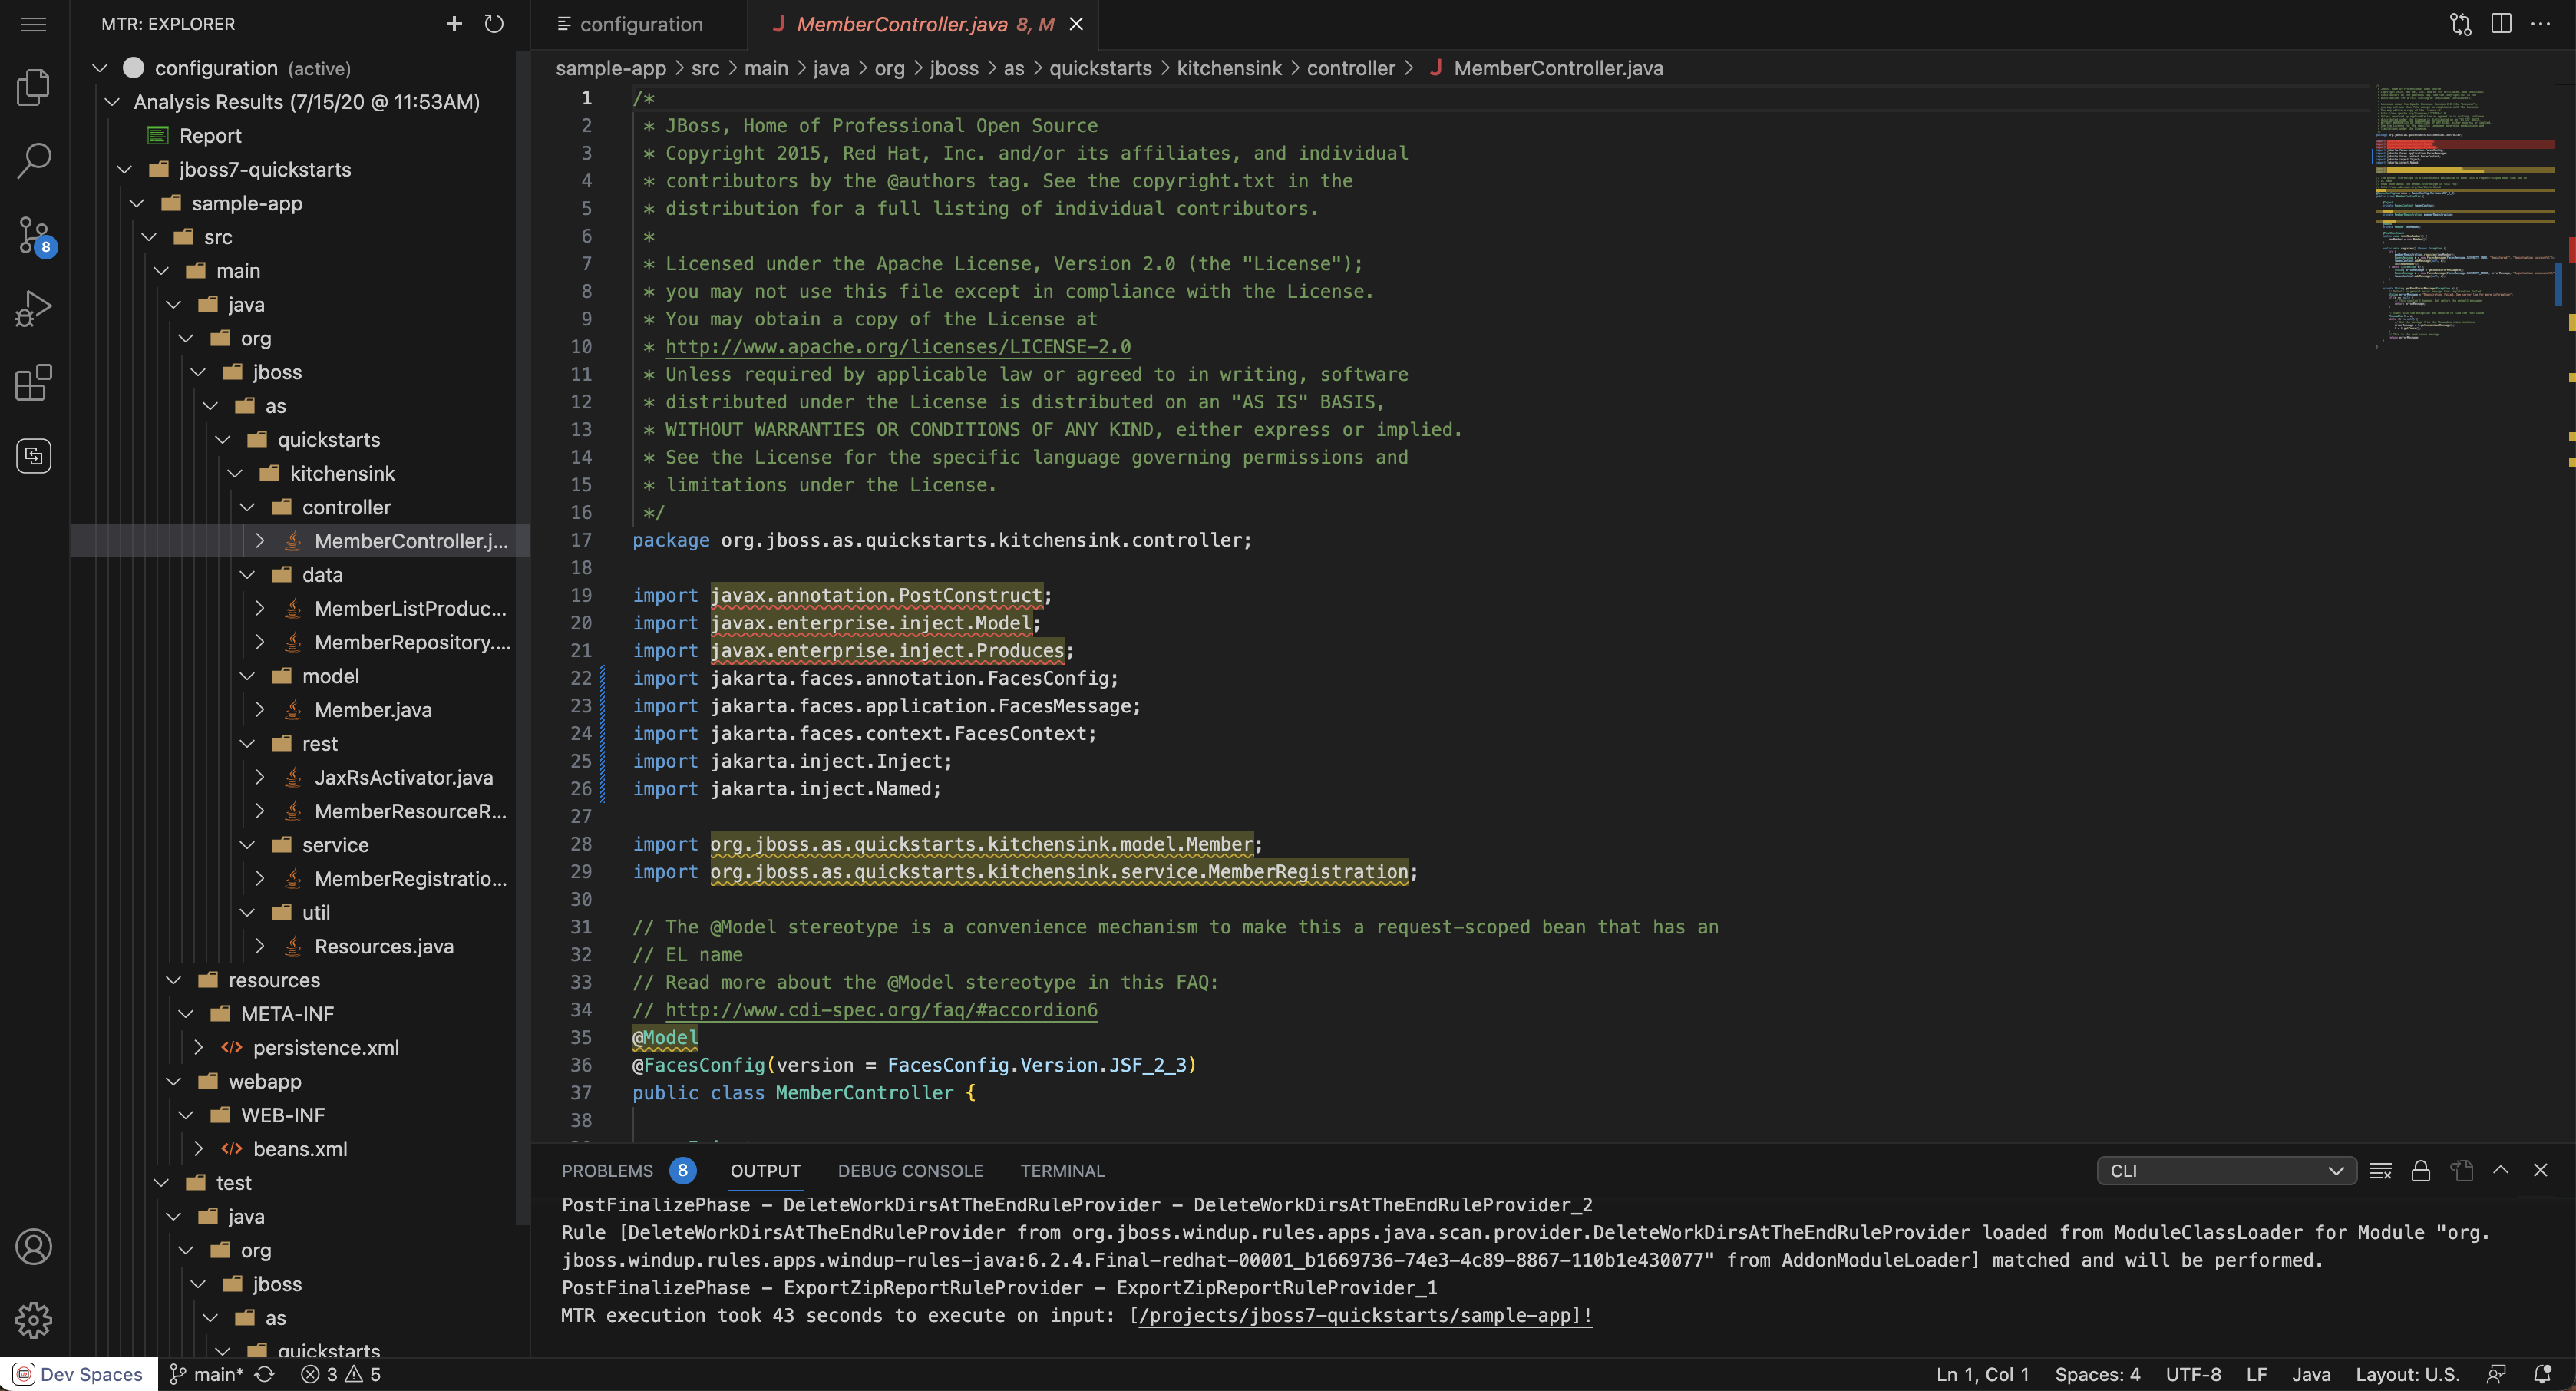 MTR: EXPLORER
configuration (active)
Analysis Results (7/15/20 @ 11:53AM)
Report
jboss7-quickstarts
sample-app
src
main
java
org
jboss
as
quickstarts
kitchensink
controller
MemberController.j...
data
MemberListProduc...
MemberRepository....
model
Member.java
rest
JaxRsActivator.java
MemberResourceR...
service
MemberRegistratio...
util
Resources.java
resources
META-INF
persistence.xml
webapp
WEB-INF
beans.xml
test
java
org
jboss
as
quickstarts
8
configuration
J MemberController.java 8, M
sample-app > src > main > java > org > jboss > as > quickstarts > kitchensink > controller > J MemberController.java
1 /*
2 * JBoss, Home of Professional Open Source
3 * Copyright 2015, Red Hat, Inc. and/or its affiliates, and individual
4 * contributors by the @authors tag. See the copyright.txt in the
5 * distribution for a full listing of individual contributors.
6 *
7 * Licensed under the Apache License, Version 2.0 (the "License");
8 * you may not use this file except in compliance with the License.
9 * You may obtain a copy of the License at
10 * http://www.apache.org/licenses/LICENSE-2.0
11 * Unless required by applicable law or agreed to in writing, software
12 * distributed under the License is distributed on an "AS IS" BASIS,
13 * WITHOUT WARRANTIES OR CONDITIONS OF ANY KIND, either express or implied.
14 * See the License for the specific language governing permissions and
15 * limitations under the License.
16 */
17 package org.jboss.as.quickstarts.kitchensink.controller;
18
19 import javax.annotation.PostConstruct;
20 import javax.enterprise.inject.Model;
21 import javax.enterprise.inject.Produces;
22 import jakarta.faces.annotation.FacesConfig;
23 import jakarta.faces.application.FacesMessage;
24 import jakarta.faces.context.FacesContext;
25 import jakarta.inject.Inject;
26 import jakarta.inject.Named;
27
28 import org.jboss.as.quickstarts.kitchensink.model.Member;
29 import org.jboss.as.quickstarts.kitchensink.service.MemberRegistration;
30
31 // The @Model stereotype is a convenience mechanism to make this a request-scoped bean that has an
32 // EL name
33 // Read more about the @Model stereotype in this FAQ:
34 // http://www.cdi-spec.org/faq/#accordion6
35 @Model
36 @FacesConfig(version = FacesConfig.Version.JSF_2_3)
37 public class MemberController {
38
PROBLEMS 8 OUTPUT DEBUG CONSOLE TERMINAL CLI
PostFinalizePhase - DeleteWorkDirsAtTheEndRuleProvider - DeleteWorkDirsAtTheEndRuleProvider_2
Rule [DeleteWorkDirsAtTheEndRuleProvider from org.jboss.windup.rules.apps.java.scan.provider.DeleteWorkDirsAtTheEndRuleProvider loaded from ModuleClassLoader for Module "org.
jboss.windup.rules.apps.windup-rules-java:6.2.4.Final-redhat-00001_b1669736-74e3-4c89-8867-110b1e430077" from AddonModuleLoader] matched and will be performed.
PostFinalizePhase - ExportZipReportRuleProvider - ExportZipReportRuleProvider_1
MTR execution took 43 seconds to execute on input: [/projects/jboss7-quickstarts/sample-app]!
Dev Spaces main* 3 5 Ln 1, Col 1 Spaces: 4 UTF-8 LF Java Layout: U.S.